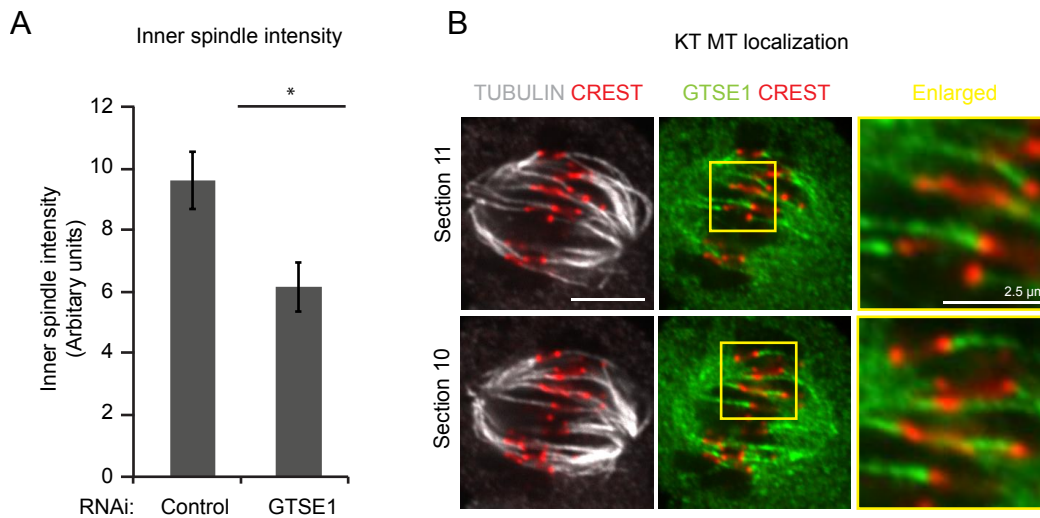 A
Inner spindle intensity
Inner spindle intensity
(Arbitary units)
12
10
8
6
4
2
0
*
RNAi: Control GTSE1
B
KT MT localization
TUBULIN CREST GTSE1 CREST Enlarged
Section 11
2.5 µm
Section 10